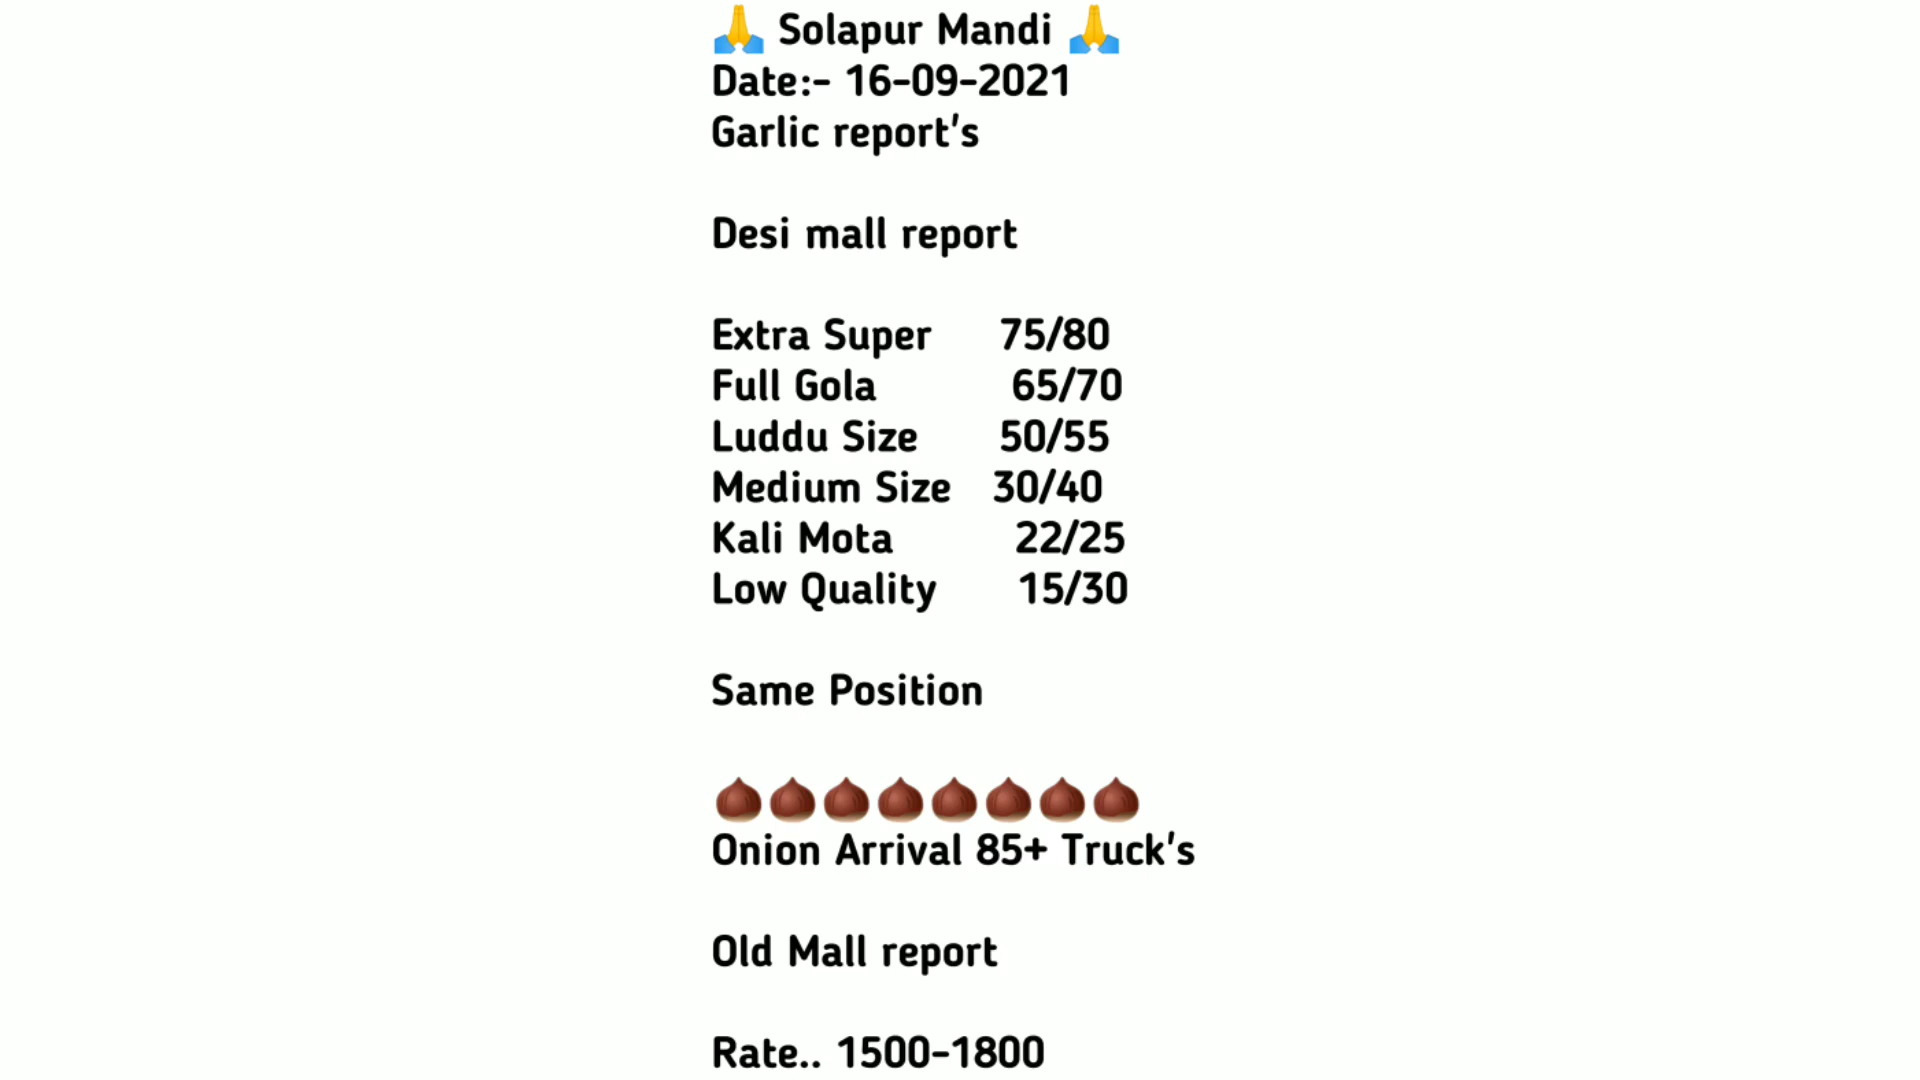 🙏 Solapur Mandi 🙏
Date:- 16-09-2021
Garlic report's
Desi mall report
Extra Super 75/80
Full Gola 65/70
Luddu Size 50/55
Medium Size 30/40
Kali Mota 22/25
Low Quality 15/30
Same Position
🌰🌰🌰🌰🌰🌰🌰🌰
Onion Arrival 85+ Truck's
Old Mall report
Rate.. 1500-1800